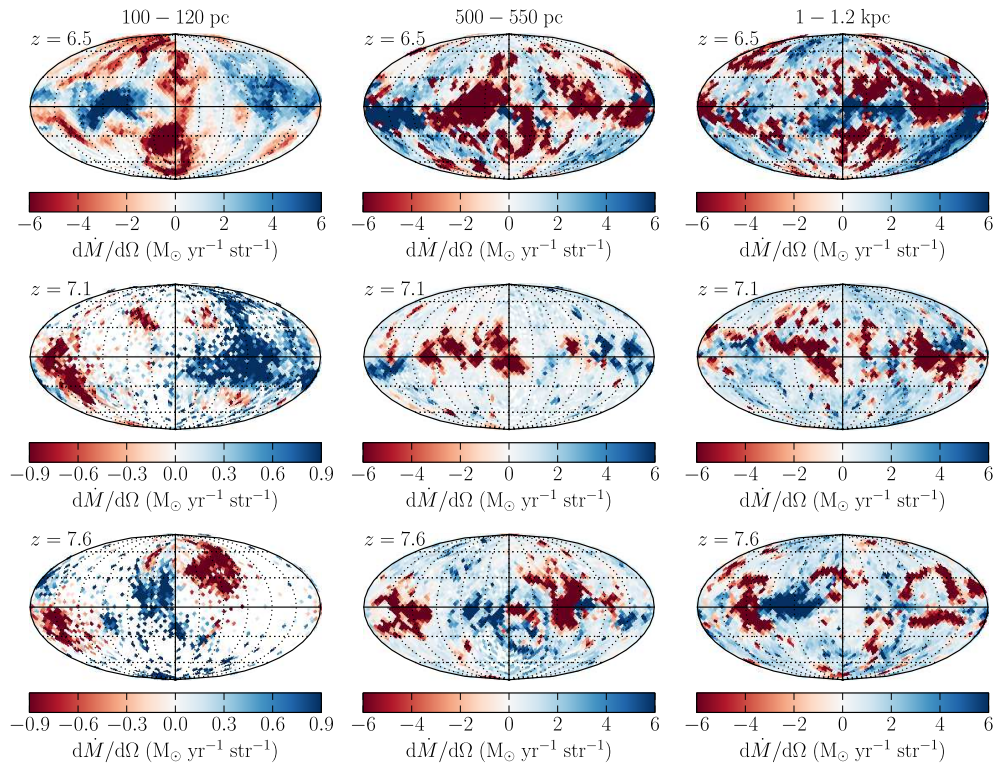 100 − 120 pc 500 − 550 pc 1 − 1.2 kpc
z = 6.5 z = 6.5 z = 6.5
−6 −4 −2 0 2 4 6 −6 −4 −2 0 2 4 6 −6 −4 −2 0 2 4 6
dṀ/dΩ (M⊙ yr⁻¹ str⁻¹) dṀ/dΩ (M⊙ yr⁻¹ str⁻¹) dṀ/dΩ (M⊙ yr⁻¹ str⁻¹)
z = 7.1 z = 7.1 z = 7.1
−0.9 −0.6 −0.3 0.0 0.3 0.6 0.9 −6 −4 −2 0 2 4 6 −6 −4 −2 0 2 4 6
dṀ/dΩ (M⊙ yr⁻¹ str⁻¹) dṀ/dΩ (M⊙ yr⁻¹ str⁻¹) dṀ/dΩ (M⊙ yr⁻¹ str⁻¹)
z = 7.6 z = 7.6 z = 7.6
−0.9 −0.6 −0.3 0.0 0.3 0.6 0.9 −6 −4 −2 0 2 4 6 −6 −4 −2 0 2 4 6
dṀ/dΩ (M⊙ yr⁻¹ str⁻¹) dṀ/dΩ (M⊙ yr⁻¹ str⁻¹) dṀ/dΩ (M⊙ yr⁻¹ str⁻¹)